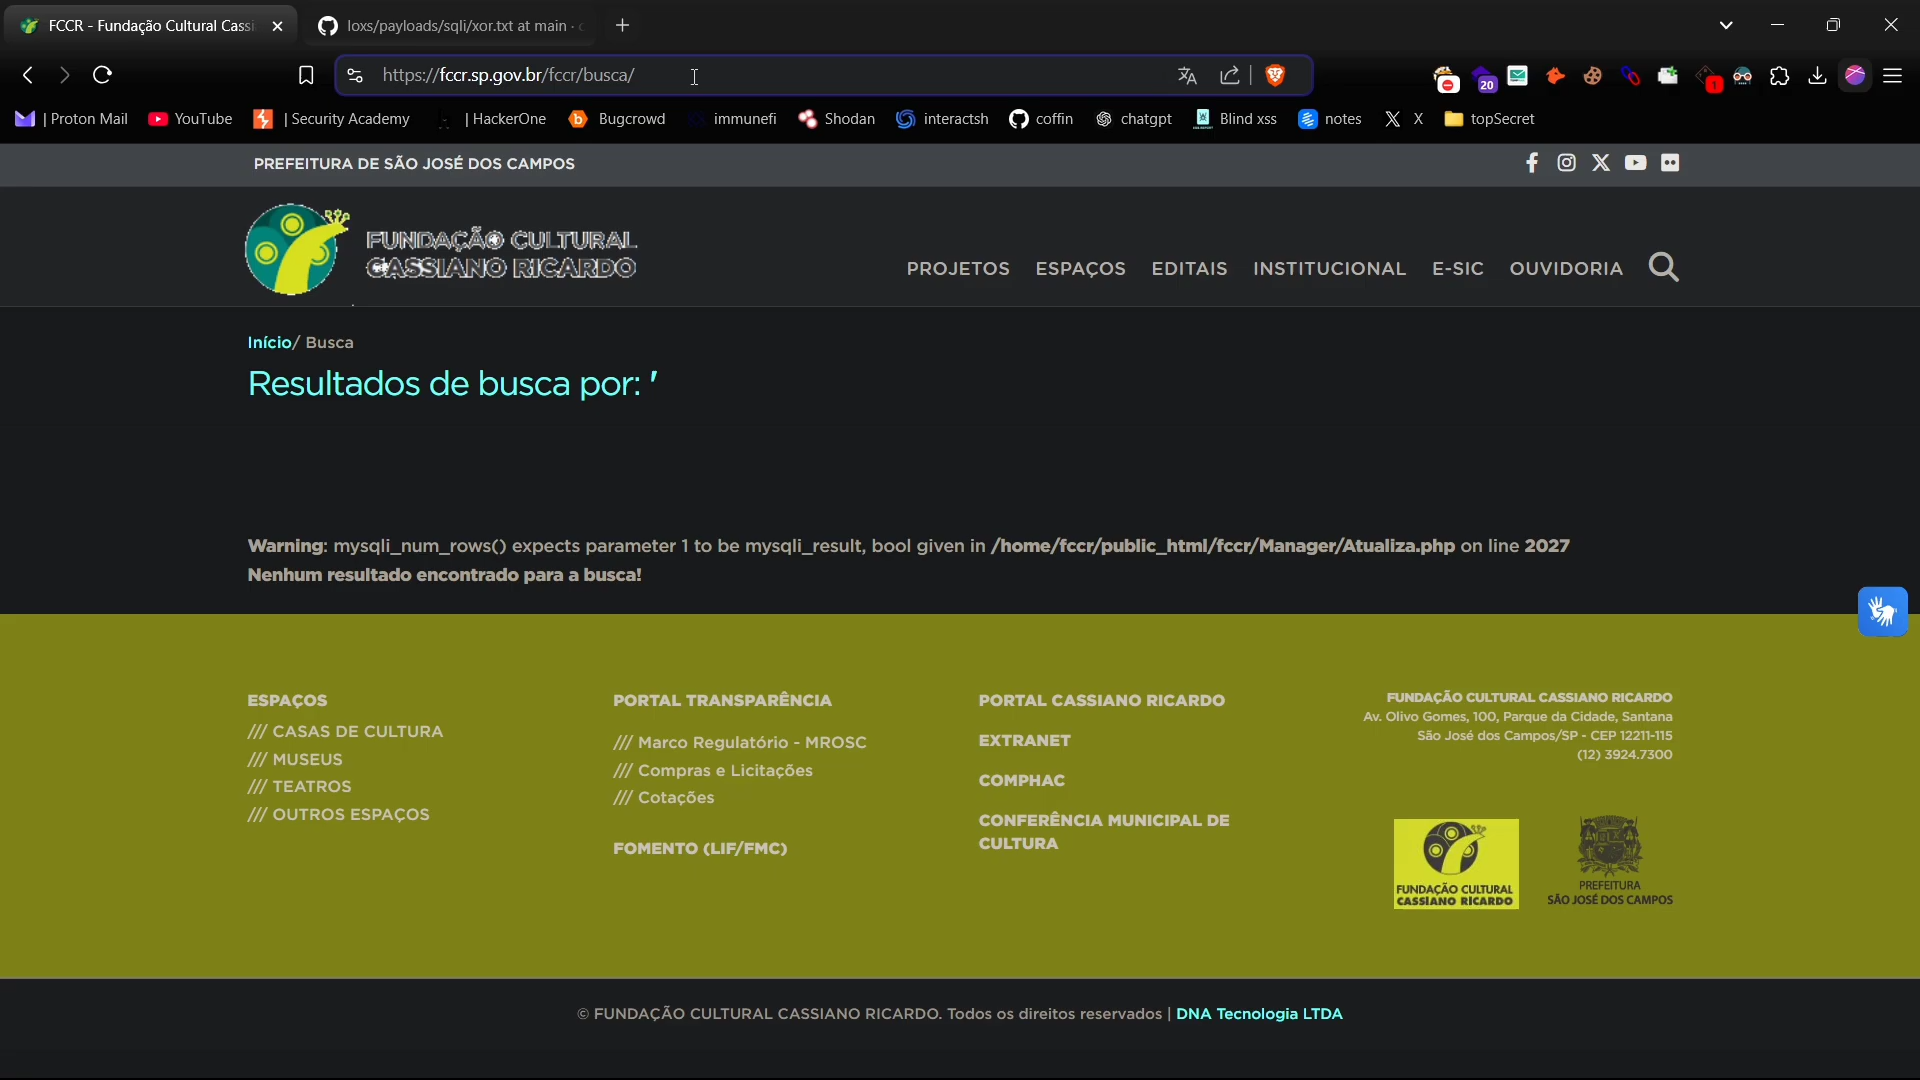 FCCR - Fundação Cultural Cassi
loxs/payloads/sqli/xor.txt at main ·
https://fccr.sp.gov.br/fccr/busca/
20
1
| Proton Mail
YouTube
| Security Academy
| HackerOne
Bugcrowd
immunefi
Shodan
interactsh
coffin
chatgpt
Blind xss
notes
X
topSecret
PREFEITURA DE SÃO JOSÉ DOS CAMPOS
FUNDAÇÃO CULTURAL
CASSIANO RICARDO
PROJETOS
ESPAÇOS
EDITAIS
INSTITUCIONAL
E-SIC
OUVIDORIA
Início/ Busca
Resultados de busca por: '
Warning: mysqli_num_rows() expects parameter 1 to be mysqli_result, bool given in /home/fccr/public_html/fccr/Manager/Atualiza.php on line 2027
Nenhum resultado encontrado para a busca!
ESPAÇOS
/// CASAS DE CULTURA
/// MUSEUS
/// TEATROS
/// OUTROS ESPAÇOS
PORTAL TRANSPARÊNCIA
/// Marco Regulatório - MROSC
/// Compras e Licitações
/// Cotações
FOMENTO (LIF/FMC)
PORTAL CASSIANO RICARDO
EXTRANET
COMPHAC
CONFERÊNCIA MUNICIPAL DE
CULTURA
FUNDAÇÃO CULTURAL CASSIANO RICARDO
Av. Olivo Gomes, 100, Parque da Cidade, Santana
São José dos Campos/SP - CEP 12211-115
(12) 3924.7300
FUNDAÇÃO CULTURAL
CASSIANO RICARDO
PREFEITURA
SÃO JOSÉ DOS CAMPOS
© FUNDAÇÃO CULTURAL CASSIANO RICARDO. Todos os direitos reservados | DNA Tecnologia LTDA